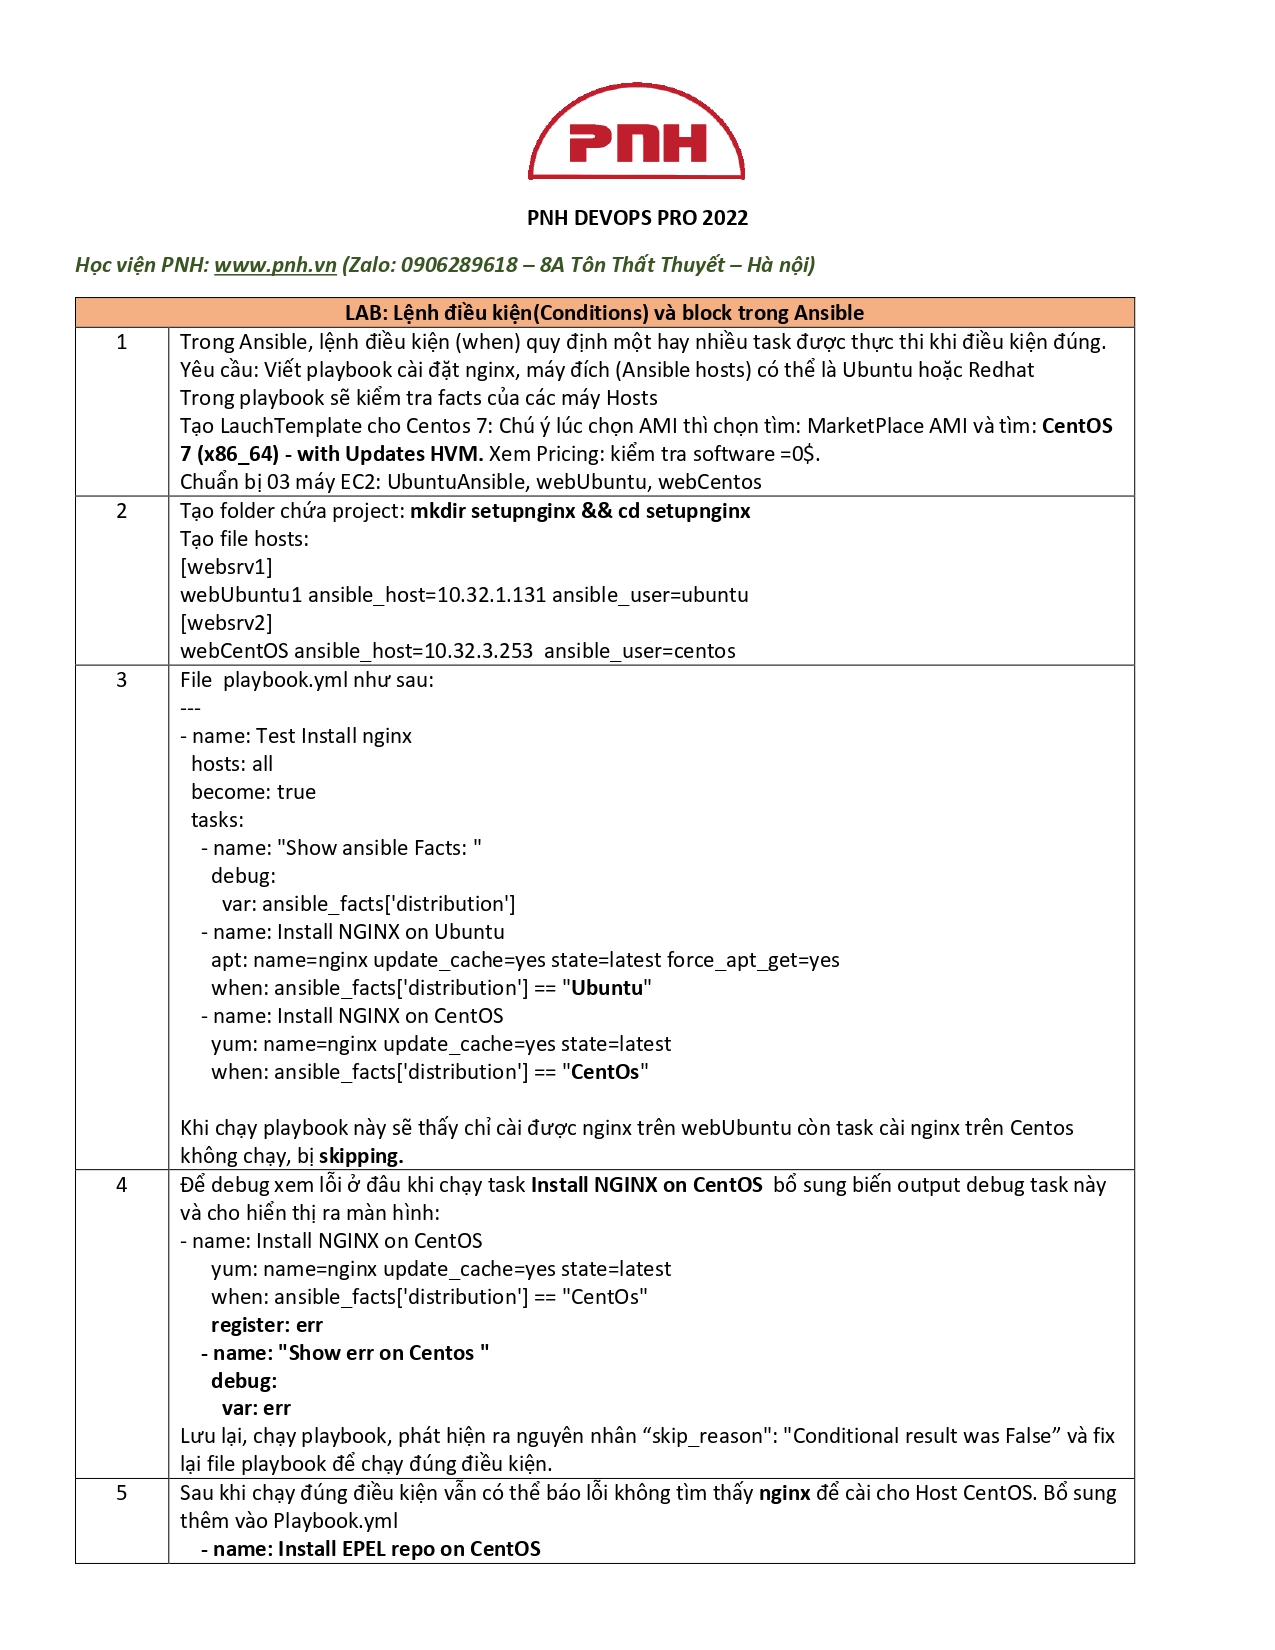 PNH
PNH DEVOPS PRO 2022
Học viện PNH: www.pnh.vn (Zalo: 0906289618 – 8A Tôn Thất Thuyết – Hà nội)
LAB: Lệnh điều kiện(Conditions) và block trong Ansible
1
Trong Ansible, lệnh điều kiện (when) quy định một hay nhiều task được thực thi khi điều kiện đúng.
Yêu cầu: Viết playbook cài đặt nginx, máy đích (Ansible hosts) có thể là Ubuntu hoặc Redhat
Trong playbook sẽ kiểm tra facts của các máy Hosts
Tạo LauchTemplate cho Centos 7: Chú ý lúc chọn AMI thì chọn tìm: MarketPlace AMI và tìm: CentOS
7 (x86_64) - with Updates HVM. Xem Pricing: kiểm tra software =0$.
Chuẩn bị 03 máy EC2: UbuntuAnsible, webUbuntu, webCentos
2
Tạo folder chứa project: mkdir setupnginx && cd setupnginx
Tạo file hosts:
[websrv1]
webUbuntu1 ansible_host=10.32.1.131 ansible_user=ubuntu
[websrv2]
webCentOS ansible_host=10.32.3.253  ansible_user=centos
3
File  playbook.yml như sau:
---
- name: Test Install nginx
  hosts: all
  become: true
  tasks:
    - name: "Show ansible Facts: "
      debug:
        var: ansible_facts['distribution']
    - name: Install NGINX on Ubuntu
      apt: name=nginx update_cache=yes state=latest force_apt_get=yes
      when: ansible_facts['distribution'] == "Ubuntu"
    - name: Install NGINX on CentOS
      yum: name=nginx update_cache=yes state=latest
      when: ansible_facts['distribution'] == "CentOs"
Khi chạy playbook này sẽ thấy chỉ cài được nginx trên webUbuntu còn task cài nginx trên Centos
không chạy, bị skipping.
4
Để debug xem lỗi ở đâu khi chạy task Install NGINX on CentOS  bổ sung biến output debug task này
và cho hiển thị ra màn hình:
- name: Install NGINX on CentOS
      yum: name=nginx update_cache=yes state=latest
      when: ansible_facts['distribution'] == "CentOs"
      register: err
    - name: "Show err on Centos "
      debug:
        var: err
Lưu lại, chạy playbook, phát hiện ra nguyên nhân “skip_reason": "Conditional result was False” và fix
lại file playbook để chạy đúng điều kiện.
5
Sau khi chạy đúng điều kiện vẫn có thể báo lỗi không tìm thấy nginx để cài cho Host CentOS. Bổ sung
thêm vào Playbook.yml
    - name: Install EPEL repo on CentOS